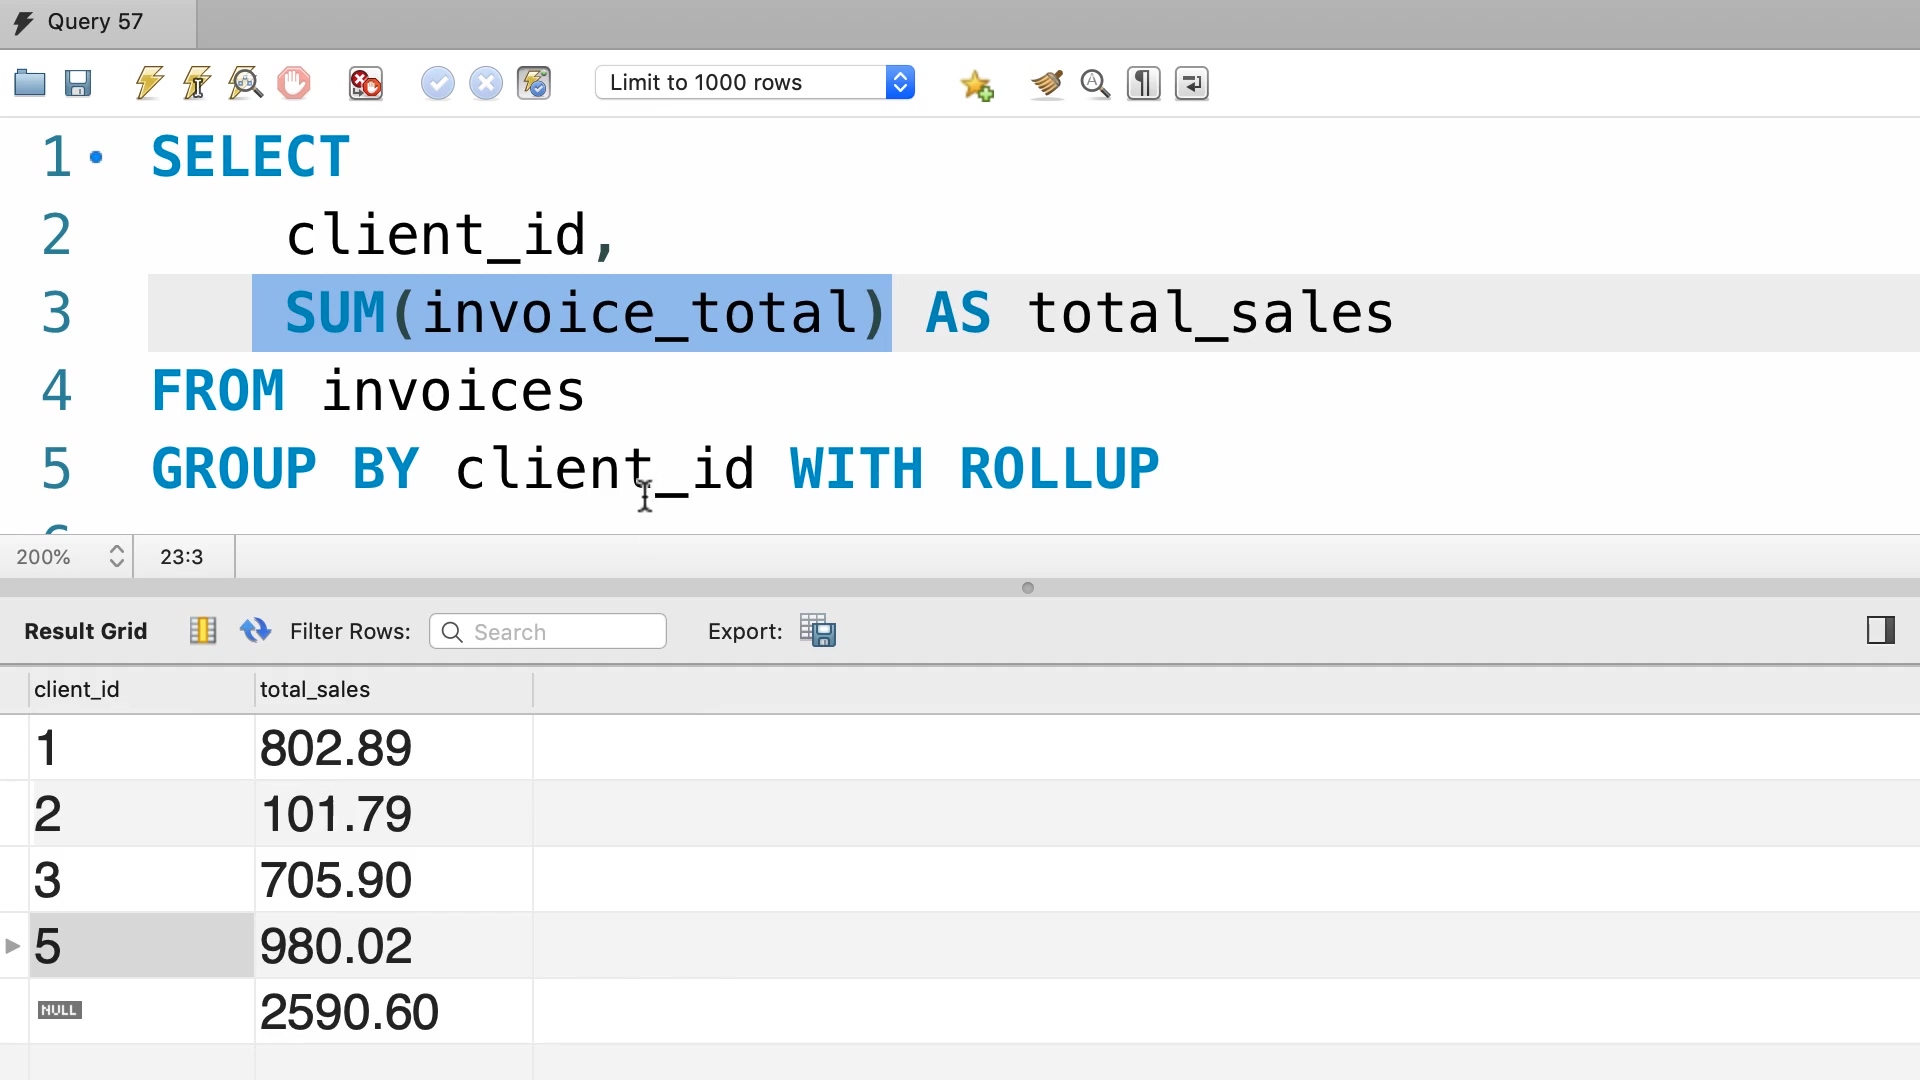 Query 57
Limit to 1000 rows
1 SELECT
2 client_id,
3 SUM(invoice_total) AS total_sales
4 FROM invoices
5 GROUP BY client_id WITH ROLLUP
200% 23:3
Result Grid Filter Rows: Search Export:
client_id total_sales
1 802.89
2 101.79
3 705.90
5 980.02
NULL 2590.60